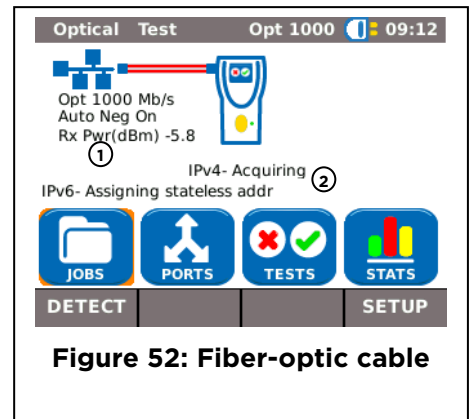 Optical Test Opt 1000 09:12
Opt 1000 Mb/s
Auto Neg On
Rx Pwr(dBm) -5.8
1
IPv4- Acquiring
2
IPv6- Assigning stateless addr
JOBS PORTS TESTS STATS
DETECT SETUP
Figure 52: Fiber-optic cable